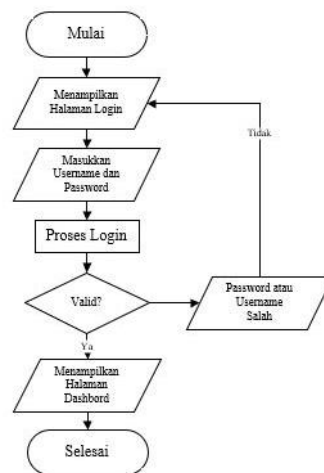 Mulai
Menampilkan
Halaman Login
Tidak
Masukkan
Username dan
Password
Proses Login
Valid?
Password atau
Username
Salah
Ya
Menampilkan
Halaman
Dashbord
Selesai